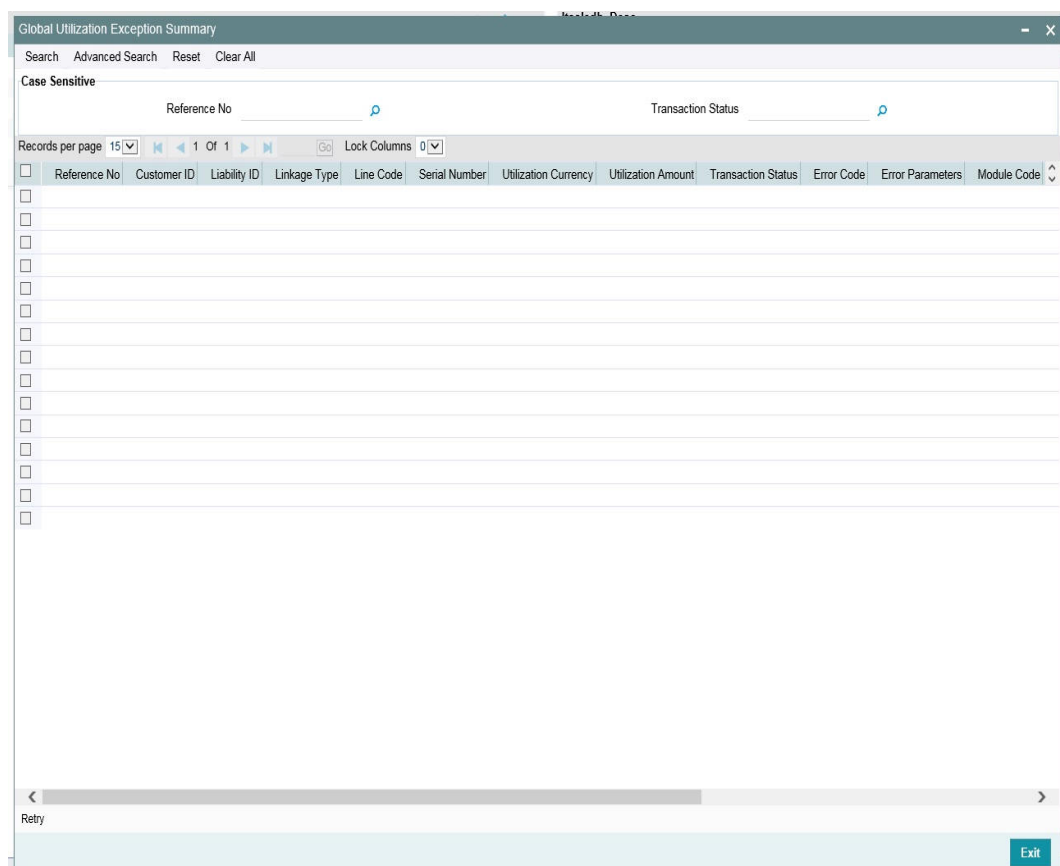 Global Utilization Exception Summary
Search Advanced Search Reset Clear All
Case Sensitive
Reference No Transaction Status
Records per page 15 1 Of 1 Go Lock Columns 0
Reference No Customer ID Liability ID Linkage Type Line Code Serial Number Utilization Currency Utilization Amount Transaction Status Error Code Error Parameters Module Code
Retry
Exit